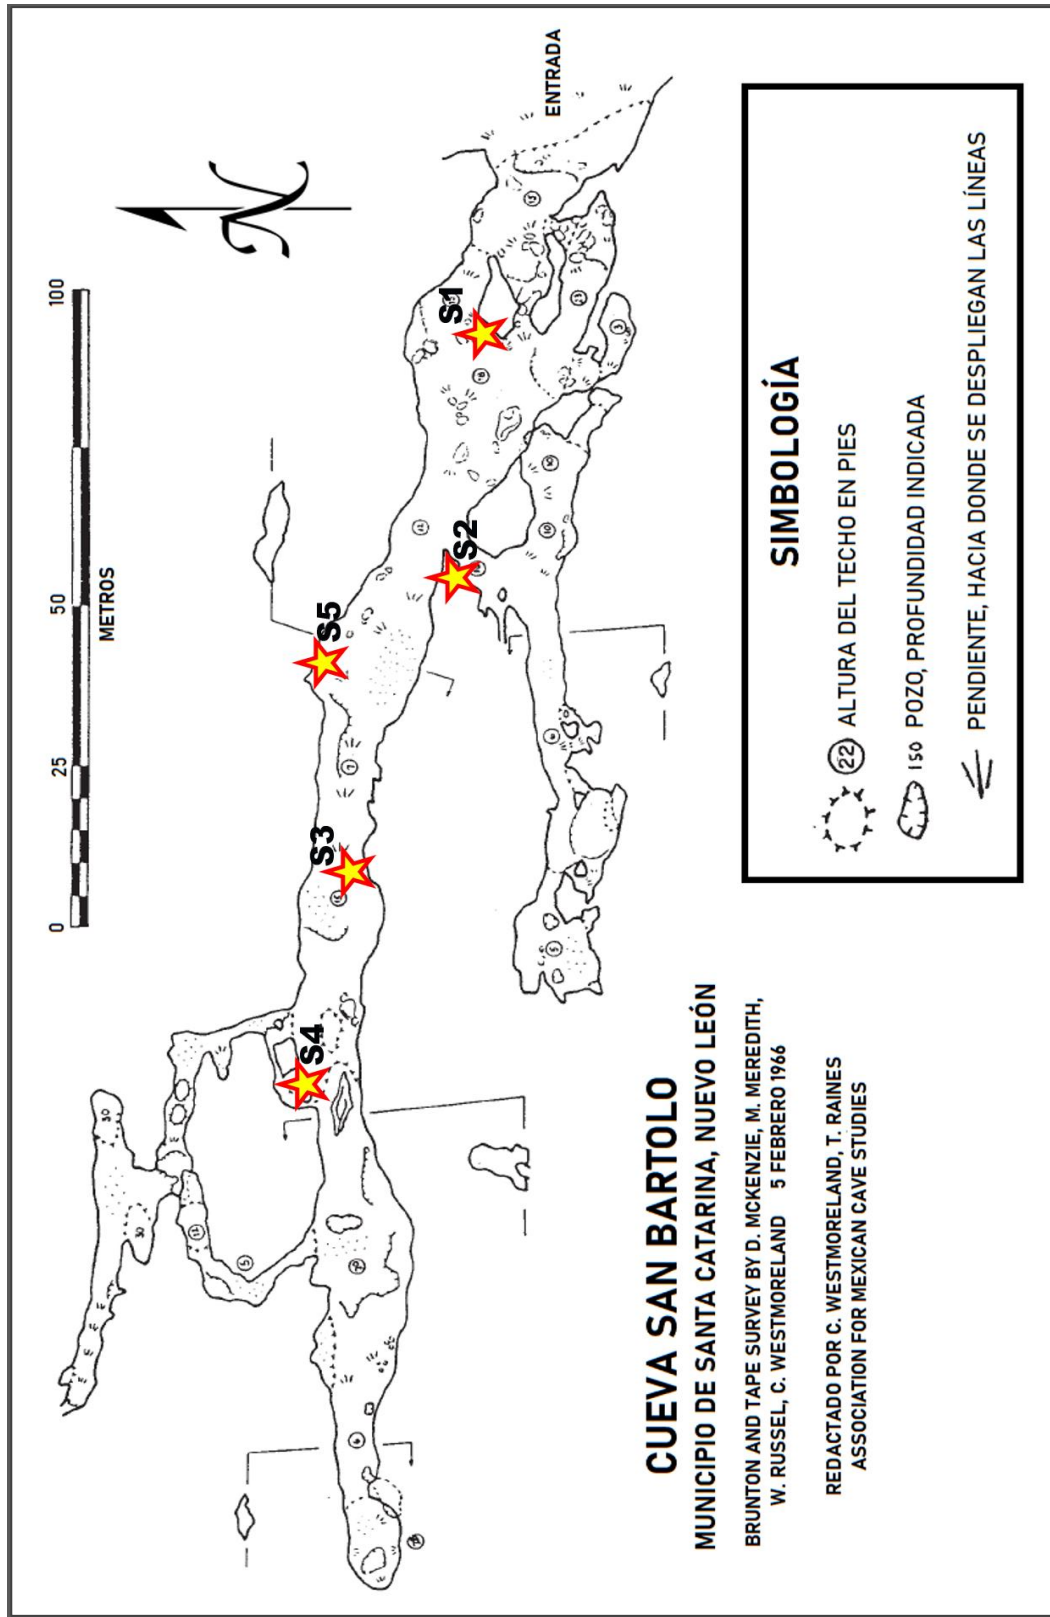 CUEVA SAN BARTOLO
MUNICIPIO DE SANTA CATARINA, NUEVO LEÓN
BRUNTON AND TAPE SURVEY BY D. MCKENZIE, M. MEREDITH,
W. RUSSEL, C. WESTMORELAND 5 FEBRERO 1966
REDACTADO POR C. WESTMORELAND, T. RAINES
ASSOCIATION FOR MEXICAN CAVE STUDIES
0 25 50 100
METROS
N
ENTRADA
S1
S2
S3
S4
S5
SIMBOLOGÍA
22 ALTURA DEL TECHO EN PIES
150 POZO, PROFUNDIDAD INDICADA
PENDIENTE, HACIA DONDE SE DESPLIEGAN LAS LÍNEAS